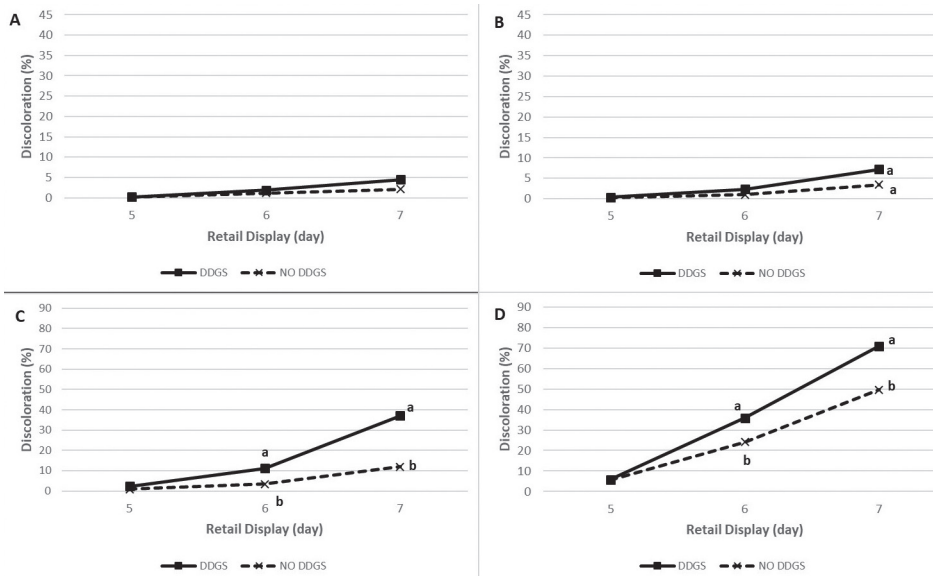 A
45
40
35
30
25
20
15
10
5
0
Discoloration (%)
5 6 7
Retail Display (day)
DDGS NO DDGS
B
45
40
35
30
25
20
15
10
5
0
Discoloration (%)
a
a
5 6 7
Retail Display (day)
DDGS NO DDGS
C
90
80
70
60
50
40
30
20
10
0
Discoloration (%)
a
a
b
b
5 6 7
Retail Display (day)
DDGS NO DDGS
D
90
80
70
60
50
40
30
20
10
0
Discoloration (%)
a
b
a
b
5 6 7
Retail Display (day)
DDGS NO DDGS